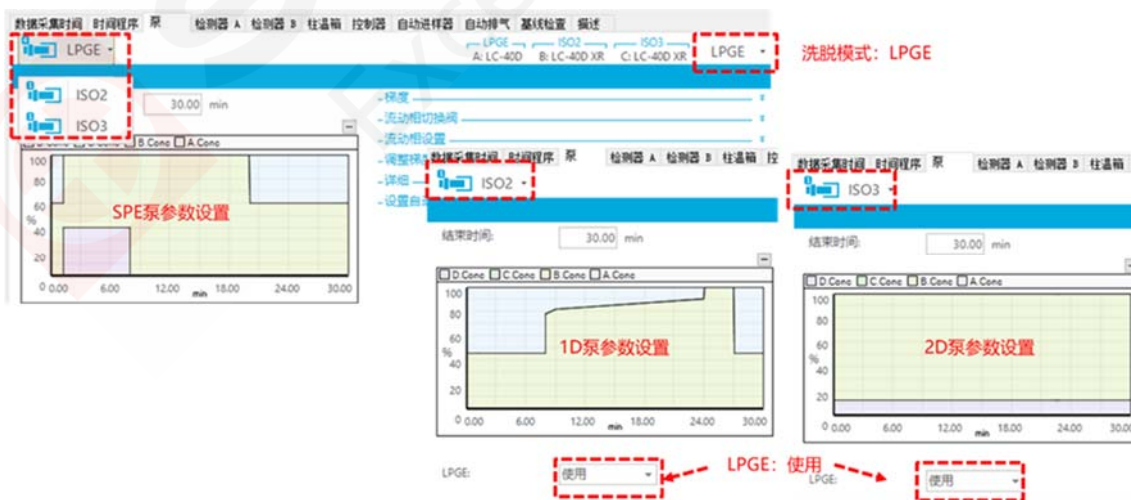 数据采集时间 时间程序 泵 检测器 A 检测器 B 柱温箱 控制器 自动进样器 自动排气 基线检查 描述
LPGE
LPGE ISO2 ISO3
A: LC-40D B: LC-40D XR C: LC-40D XR
LPGE
洗脱模式：LPGE
ISO2
ISO3
30.00 min
梯度
流动相切换阀
流动相设置
详细
B.Conc A.Conc
100
80
60
%
40
20
0
0.00 6.00 12.00 18.00 24.00 30.00
min
SPE泵参数设置
数据采集时间 时间程序 泵 检测器 A 检测器 B 柱温箱
ISO2
结束时间: 30.00 min
D.Conc C.Conc B.Conc A.Conc
100
80
60
%
40
20
0
0.00 6.00 12.00 18.00 24.00 30.00
min
1D泵参数设置
LPGE: 使用
数据采集时间 时间程序 泵 检测器 A 检测器 B 柱温箱
ISO3
结束时间: 30.00 min
D.Conc C.Conc B.Conc A.Conc
100
80
60
%
40
20
0
0.00 6.00 12.00 18.00 24.00 30.00
min
2D泵参数设置
LPGE: 使用
LPGE：使用